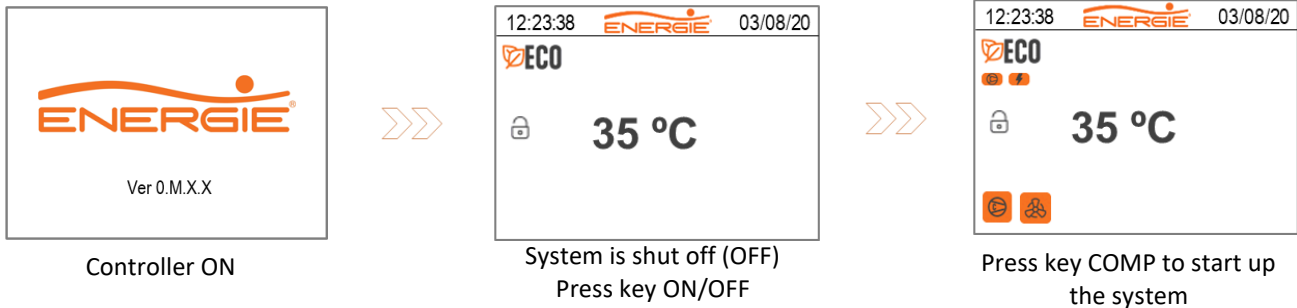 ENERGIE®
Ver 0.M.X.X
Controller ON
12:23:38 ENERGIE 03/08/20
ECO
35 ºC
System is shut off (OFF)
Press key ON/OFF
12:23:38 ENERGIE 03/08/20
ECO
35 ºC
Press key COMP to start up
the system